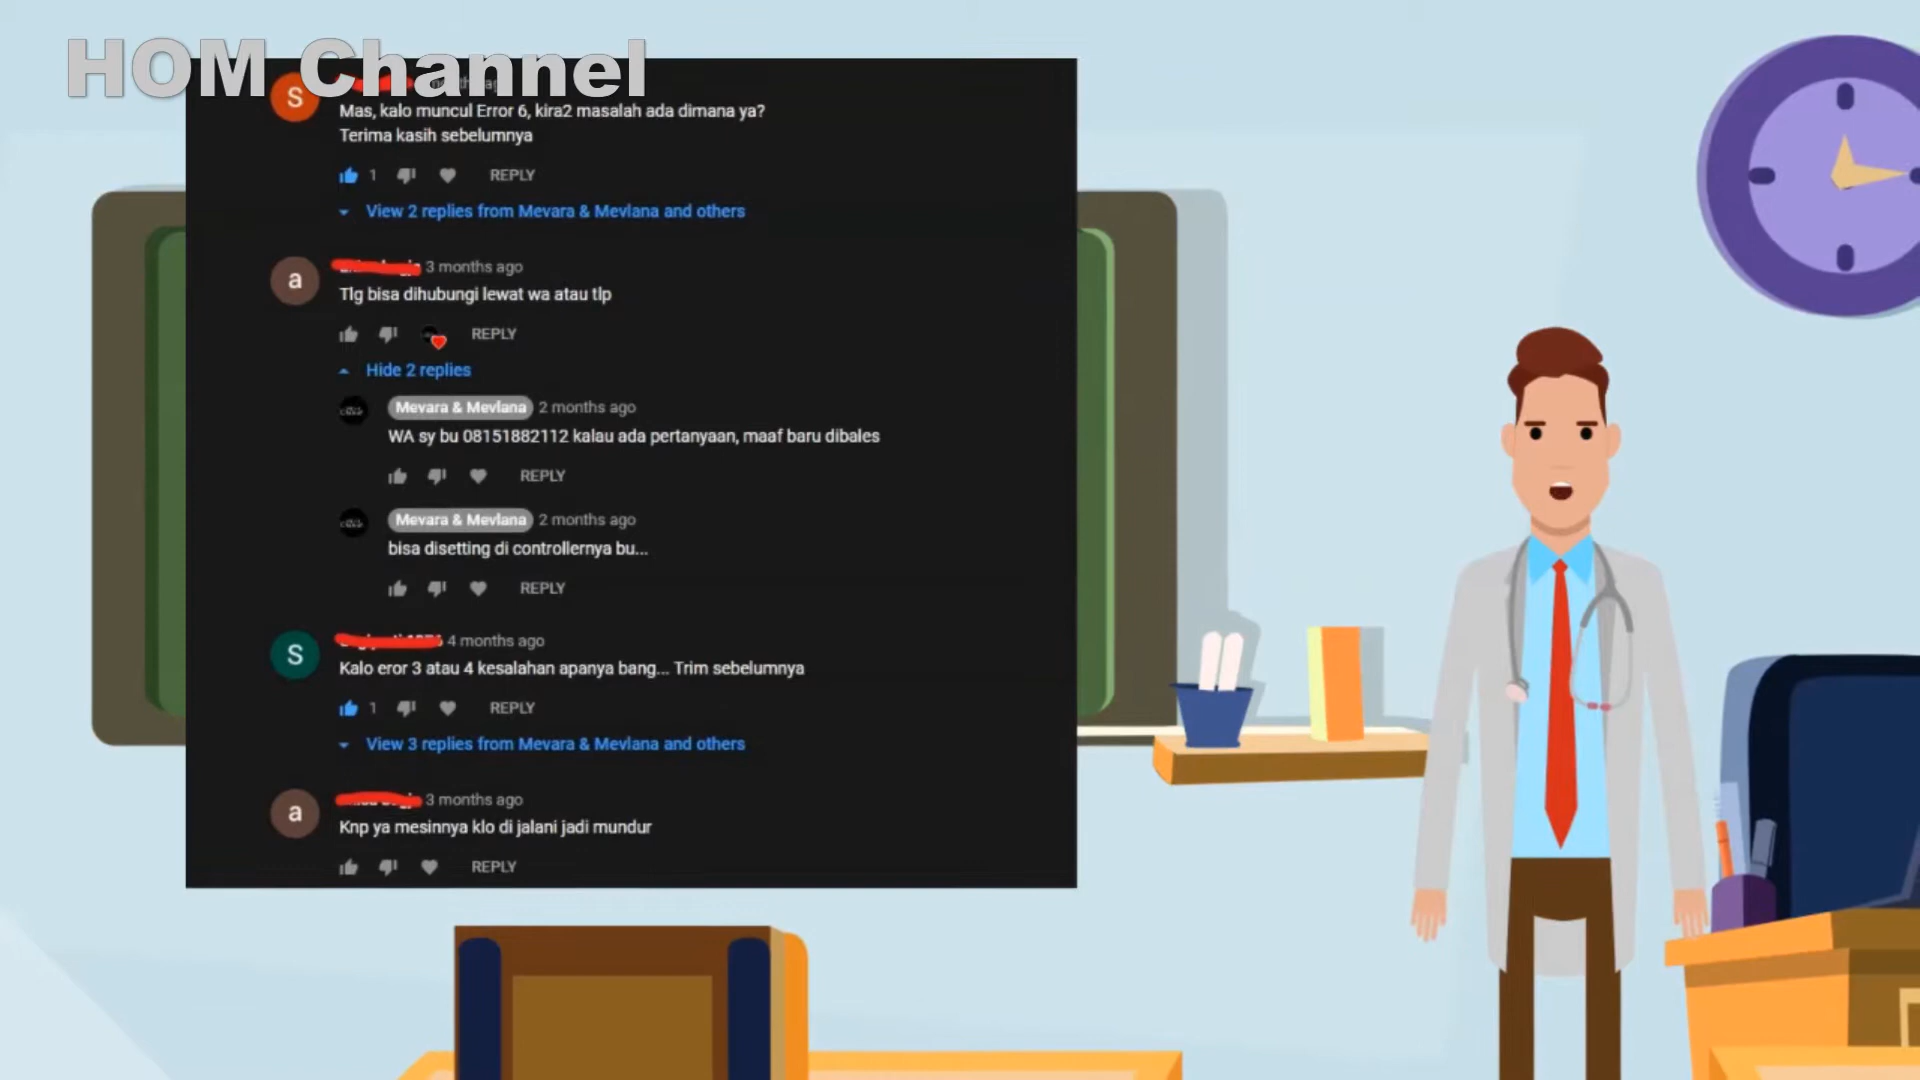 HOM Channel
S
Mas, kalo muncul Error 6, kira2 masalah ada dimana ya?
Terima kasih sebelumnya
1 REPLY
View 2 replies from Mevara & Mevlana and others
a
3 months ago
Tlg bisa dihubungi lewat wa atau tlp
REPLY
Hide 2 replies
Mevara & Mevlana 2 months ago
WA sy bu 08151882112 kalau ada pertanyaan, maaf baru dibales
REPLY
Mevara & Mevlana 2 months ago
bisa disetting di controllernya bu...
REPLY
S
4 months ago
Kalo eror 3 atau 4 kesalahan apanya bang... Trim sebelumnya
1 REPLY
View 3 replies from Mevara & Mevlana and others
a
3 months ago
Knp ya mesinnya klo di jalani jadi mundur
REPLY